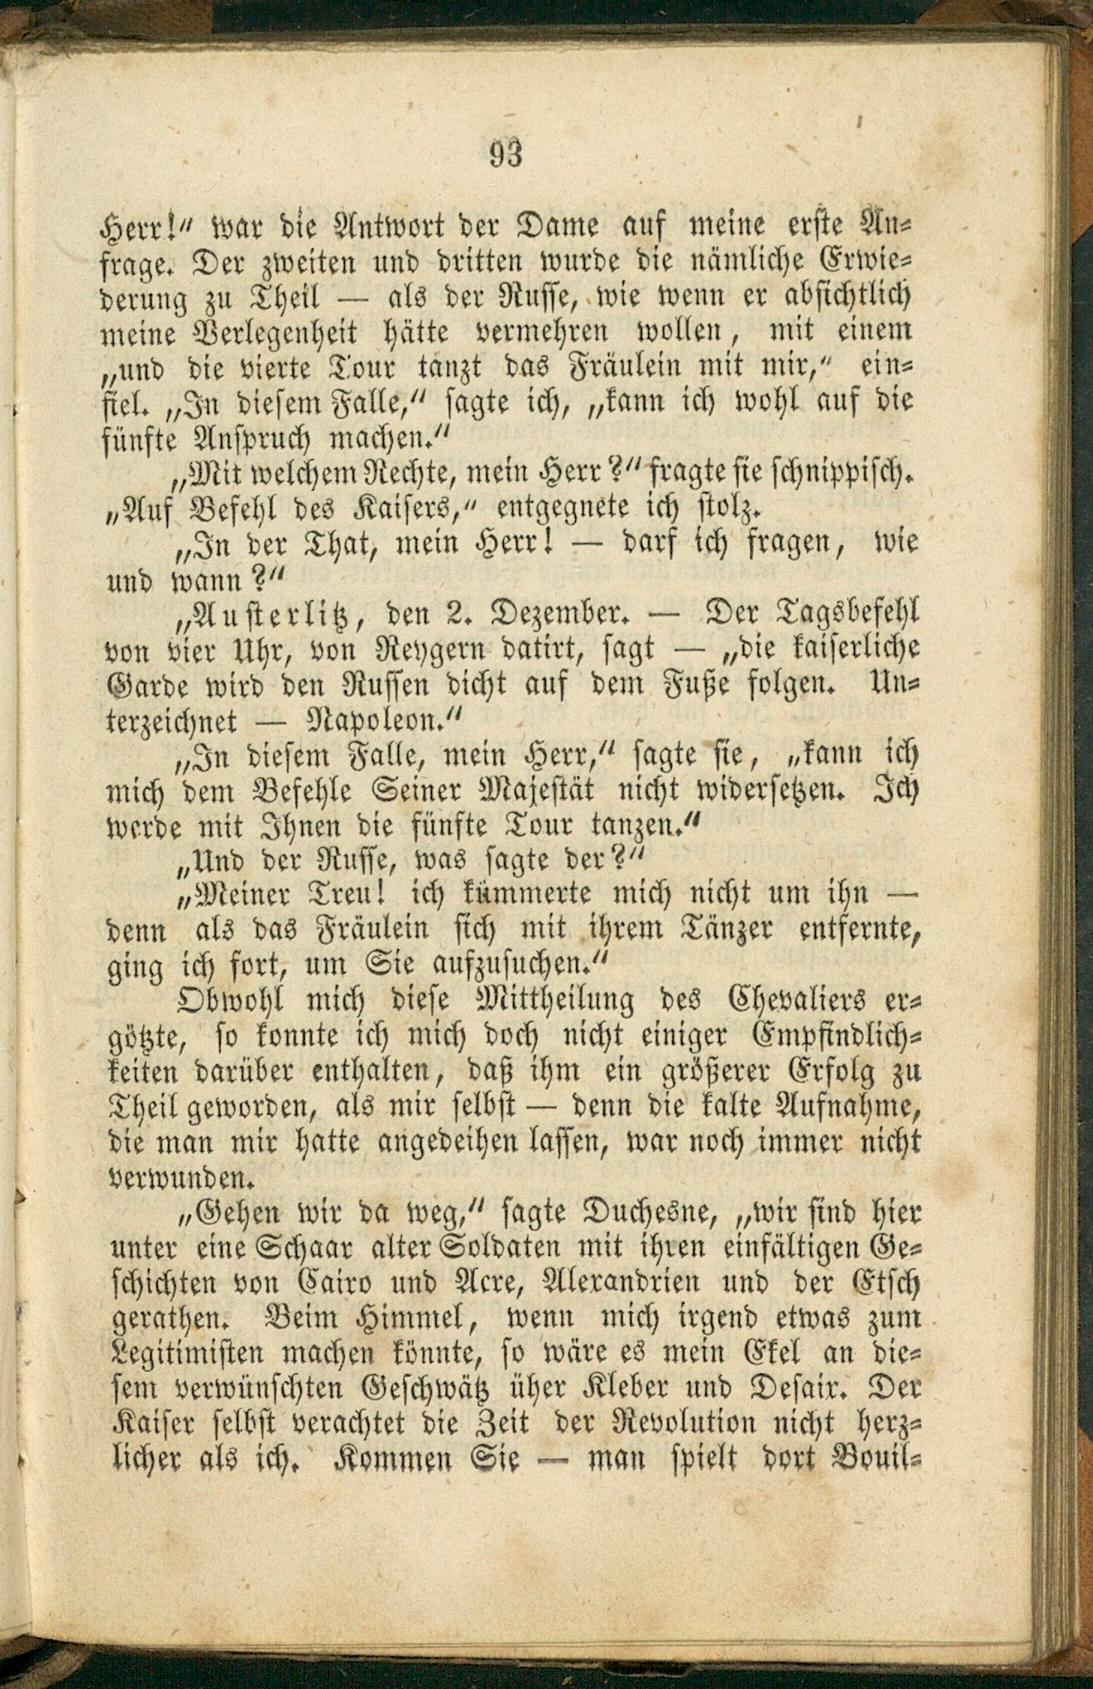 93
Herr!“ war die Antwort der Dame auf meine erste An-
frage. Der zweiten und dritten wurde die nämliche Erwie-
derung zu Theil — als der Russe, wie wenn er absichtlich
meine Verlegenheit hätte vermehren wollen, mit einem
„und die vierte Tour tanzt das Fräulein mit mir,“ ein-
fiel. „In diesem Falle,“ sagte ich, „kann ich wohl auf die
fünfte Anspruch machen.“
„Mit welchem Rechte, mein Herr?“ fragte sie schnippisch.
„Auf Befehl des Kaisers,“ entgegnete ich stolz.
„In der That, mein Herr! — darf ich fragen, wie
und wann?“
„Austerlitz, den 2. Dezember. — Der Tagsbefehl
von vier Uhr, von Reygern datirt, sagt — „die kaiserliche
Garde wird den Russen dicht auf dem Fuße folgen. Un-
terzeichnet — Napoleon.“
„In diesem Falle, mein Herr,“ sagte sie, „kann ich
mich dem Befehle Seiner Majestät nicht widersetzen. Ich
werde mit Ihnen die fünfte Tour tanzen.“
„Und der Russe, was sagte der?“
„Meiner Treu! ich kümmerte mich nicht um ihn —
denn als das Fräulein sich mit ihrem Tänzer entfernte,
ging ich fort, um Sie aufzusuchen.“
Obwohl mich diese Mittheilung des Chevaliers er-
götzte, so konnte ich mich doch nicht einiger Empfindlich-
keiten darüber enthalten, daß ihm ein größerer Erfolg zu
Theil geworden, als mir selbst — denn die kalte Aufnahme,
die man mir hatte angedeihen lassen, war noch immer nicht
verwunden.
„Gehen wir da weg,“ sagte Duchesne, „wir sind hier
unter eine Schaar alter Soldaten mit ihren einfältigen Ge-
schichten von Cairo und Acre, Alexandrien und der Etsch
gerathen. Beim Himmel, wenn mich irgend etwas zum
Legitimisten machen könnte, so wäre es mein Ekel an die-
sem verwünschten Geschwätz üher Kleber und Desaix. Der
Kaiser selbst verachtet die Zeit der Revolution nicht herz-
licher als ich. Kommen Sie — man spielt dort Bouil-